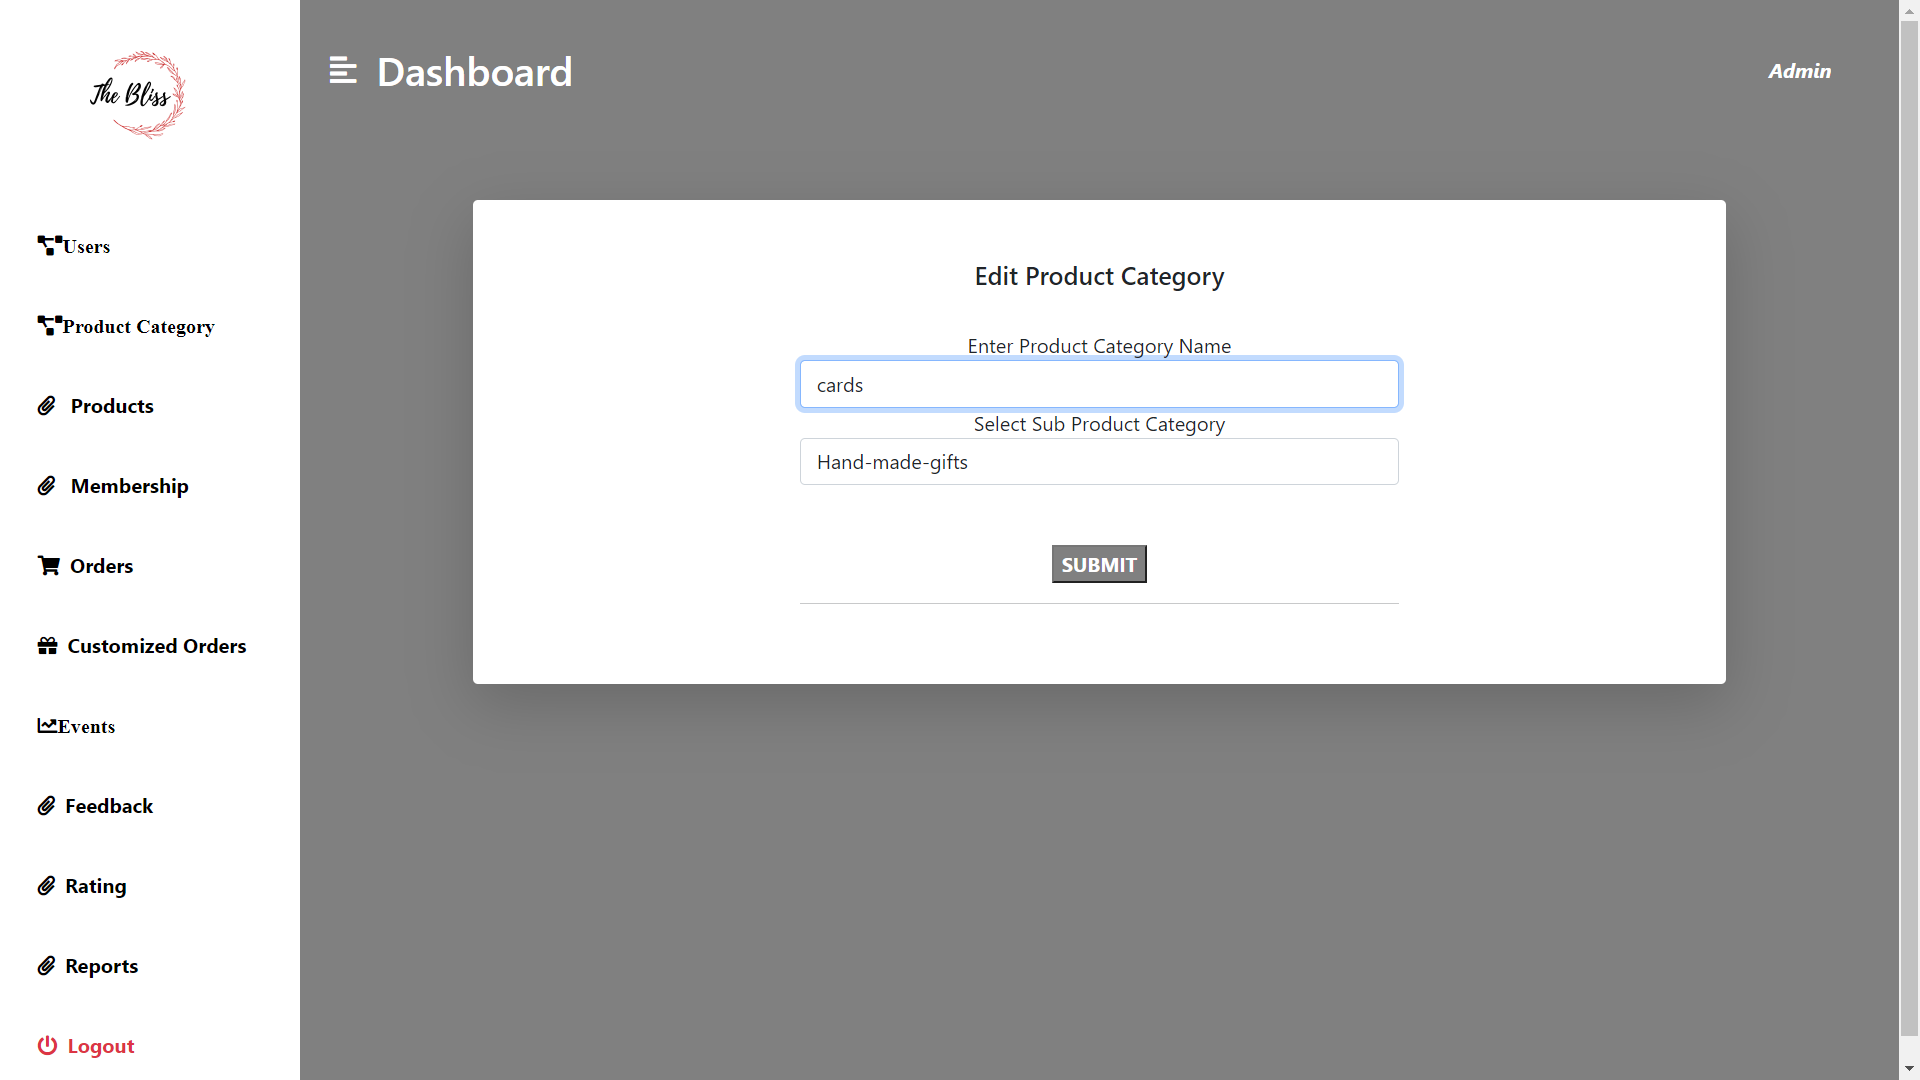 The Bliss
Dashboard
Admin
Users
Product Category
Products
Membership
Orders
Customized Orders
Events
Feedback
Rating
Reports
Logout
Edit Product Category
Enter Product Category Name
cards
Select Sub Product Category
Hand-made-gifts
SUBMIT